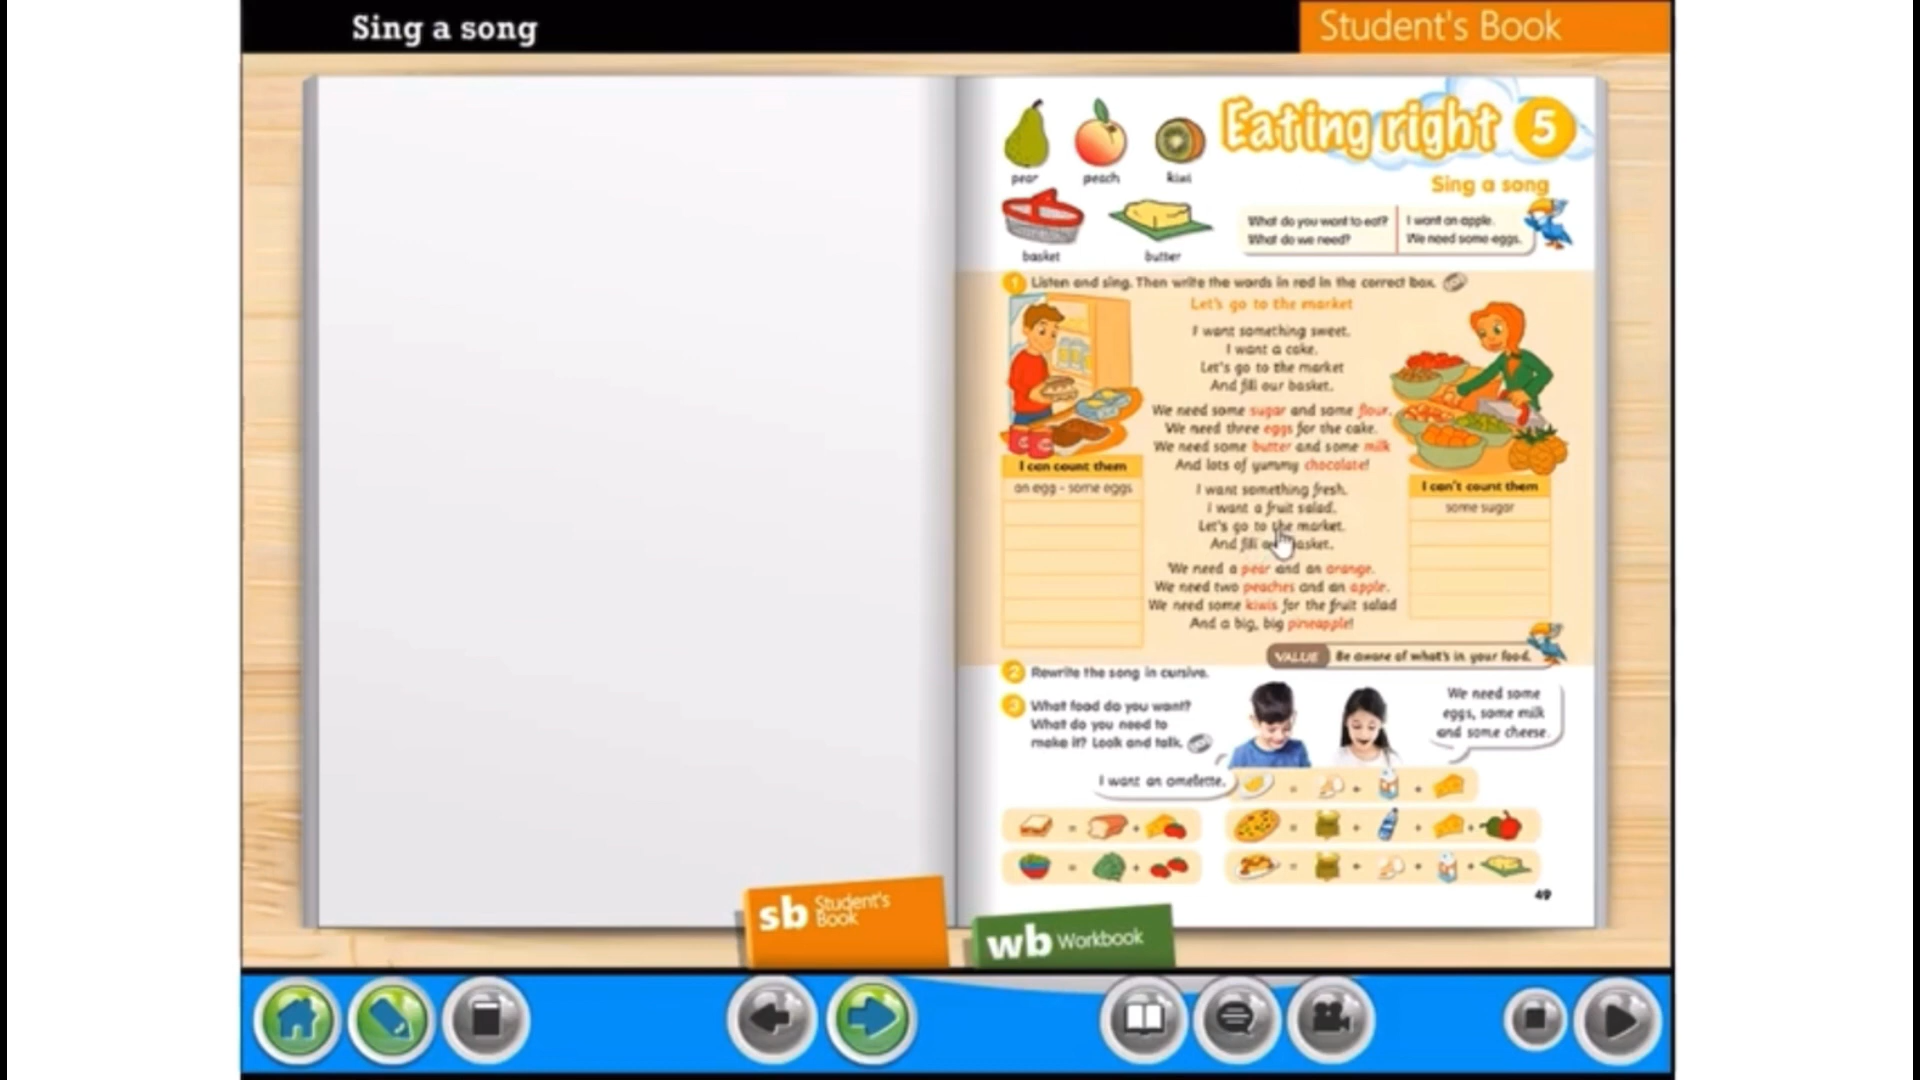 Sing a song
Student's Book
Eating right 5
pear
peach
kiwi
Sing a song
basket
butter
What do you want to eat?
What do we need?
I want an apple.
We need some eggs.
1 Listen and sing. Then write the words in red in the correct box.
Let's go to the market
I want something sweet.
I want a cake.
Let's go to the market
And fill our basket.
We need some sugar and some flour.
We need three eggs for the cake.
We need some butter and some milk
And lots of yummy chocolate!
I can count them
an egg - some eggs
I can't count them
some sugar
I want something fresh.
I want a fruit salad.
Let's go to the market.
And fill our basket.
We need a pear and an orange.
We need two peaches and an apple.
We need some kiwis for the fruit salad
And a big, big pineapple!
VALUE Be aware of what's in your food.
2 Rewrite the song in cursive.
3 What food do you want?
What do you need to
make it? Look and talk.
We need some
eggs, some milk
and some cheese.
I want an omelette.
= + +
= +
= + + +
= +
= + + +
49
sb Student's
Book
wb Workbook